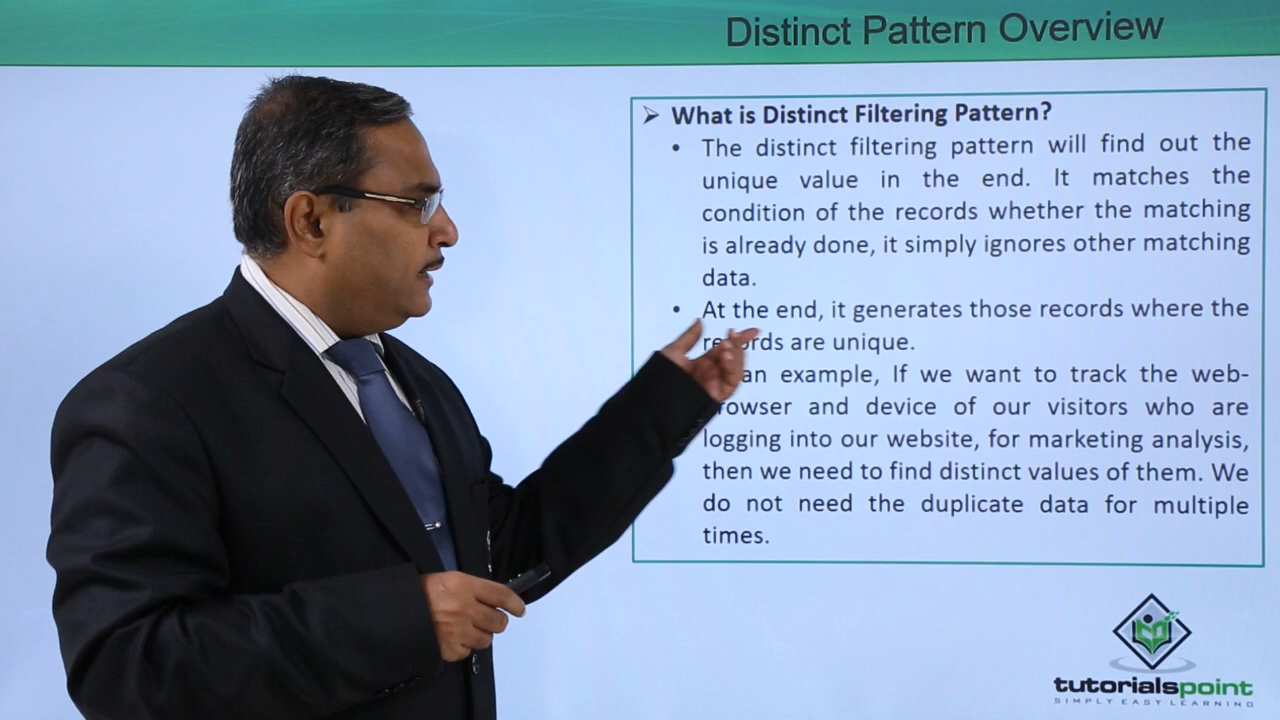 Distinct Pattern Overview
➢ What is Distinct Filtering Pattern?
• The distinct filtering pattern will find out the
unique value in the end. It matches the
condition of the records whether the matching
is already done, it simply ignores other matching
data.
• At the end, it generates those records where the
records are unique.
an example, If we want to track the web-
browser and device of our visitors who are
logging into our website, for marketing analysis,
then we need to find distinct values of them. We
do not need the duplicate data for multiple
times.
tutorialspoint
SIMPLY EASY LEARNING